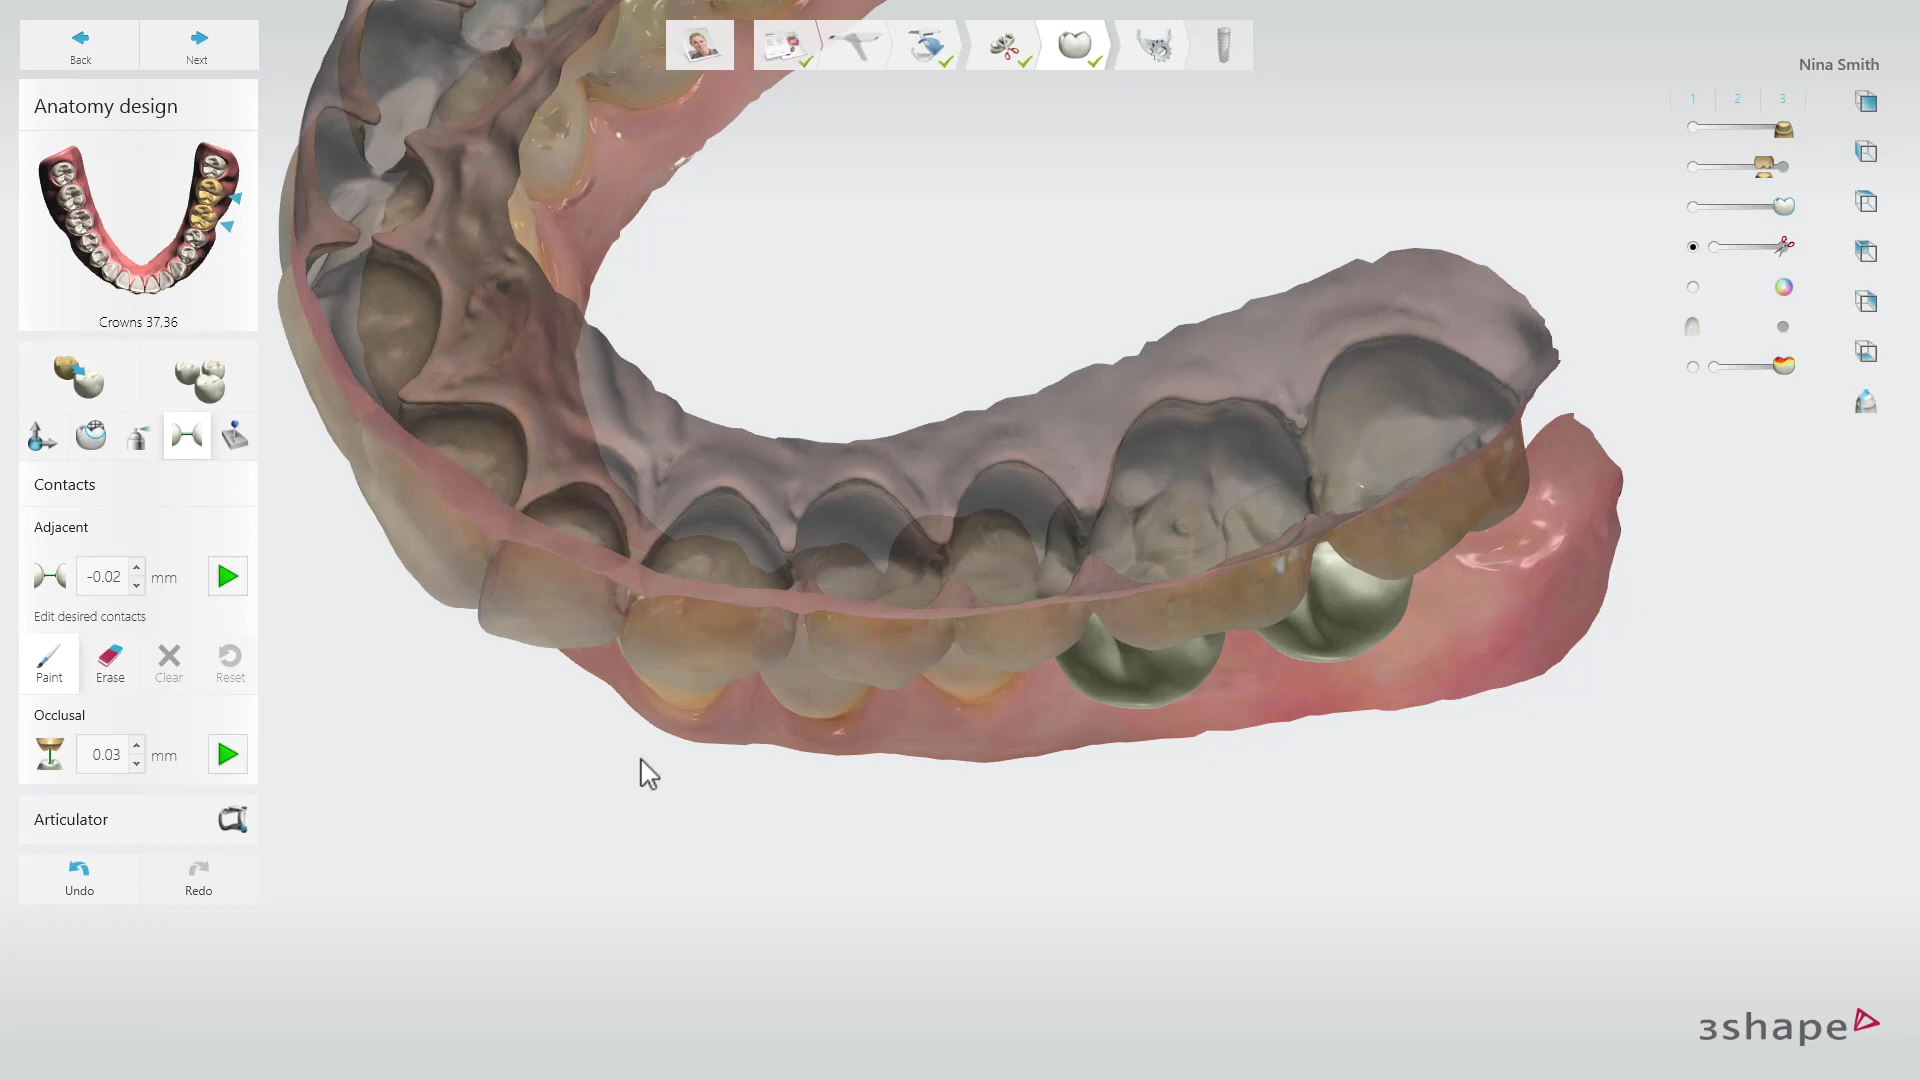 Back
Next
Nina Smith
1 2 3
Anatomy design
Crowns 37,36
Contacts
Adjacent
-0.02 mm
Edit desired contacts
Paint
Erase
Clear
Reset
Occlusal
0.03 mm
Articulator
Undo
Redo
3shape